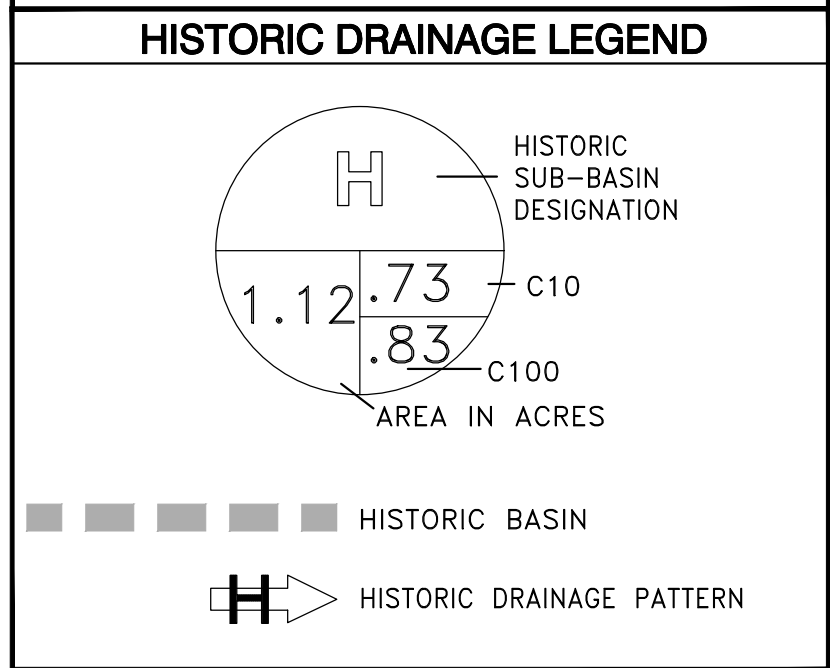 HISTORIC DRAINAGE LEGEND
H
HISTORIC
SUB-BASIN
DESIGNATION
1.12
.73
C10
.83
C100
AREA IN ACRES
HISTORIC BASIN
H
HISTORIC DRAINAGE PATTERN